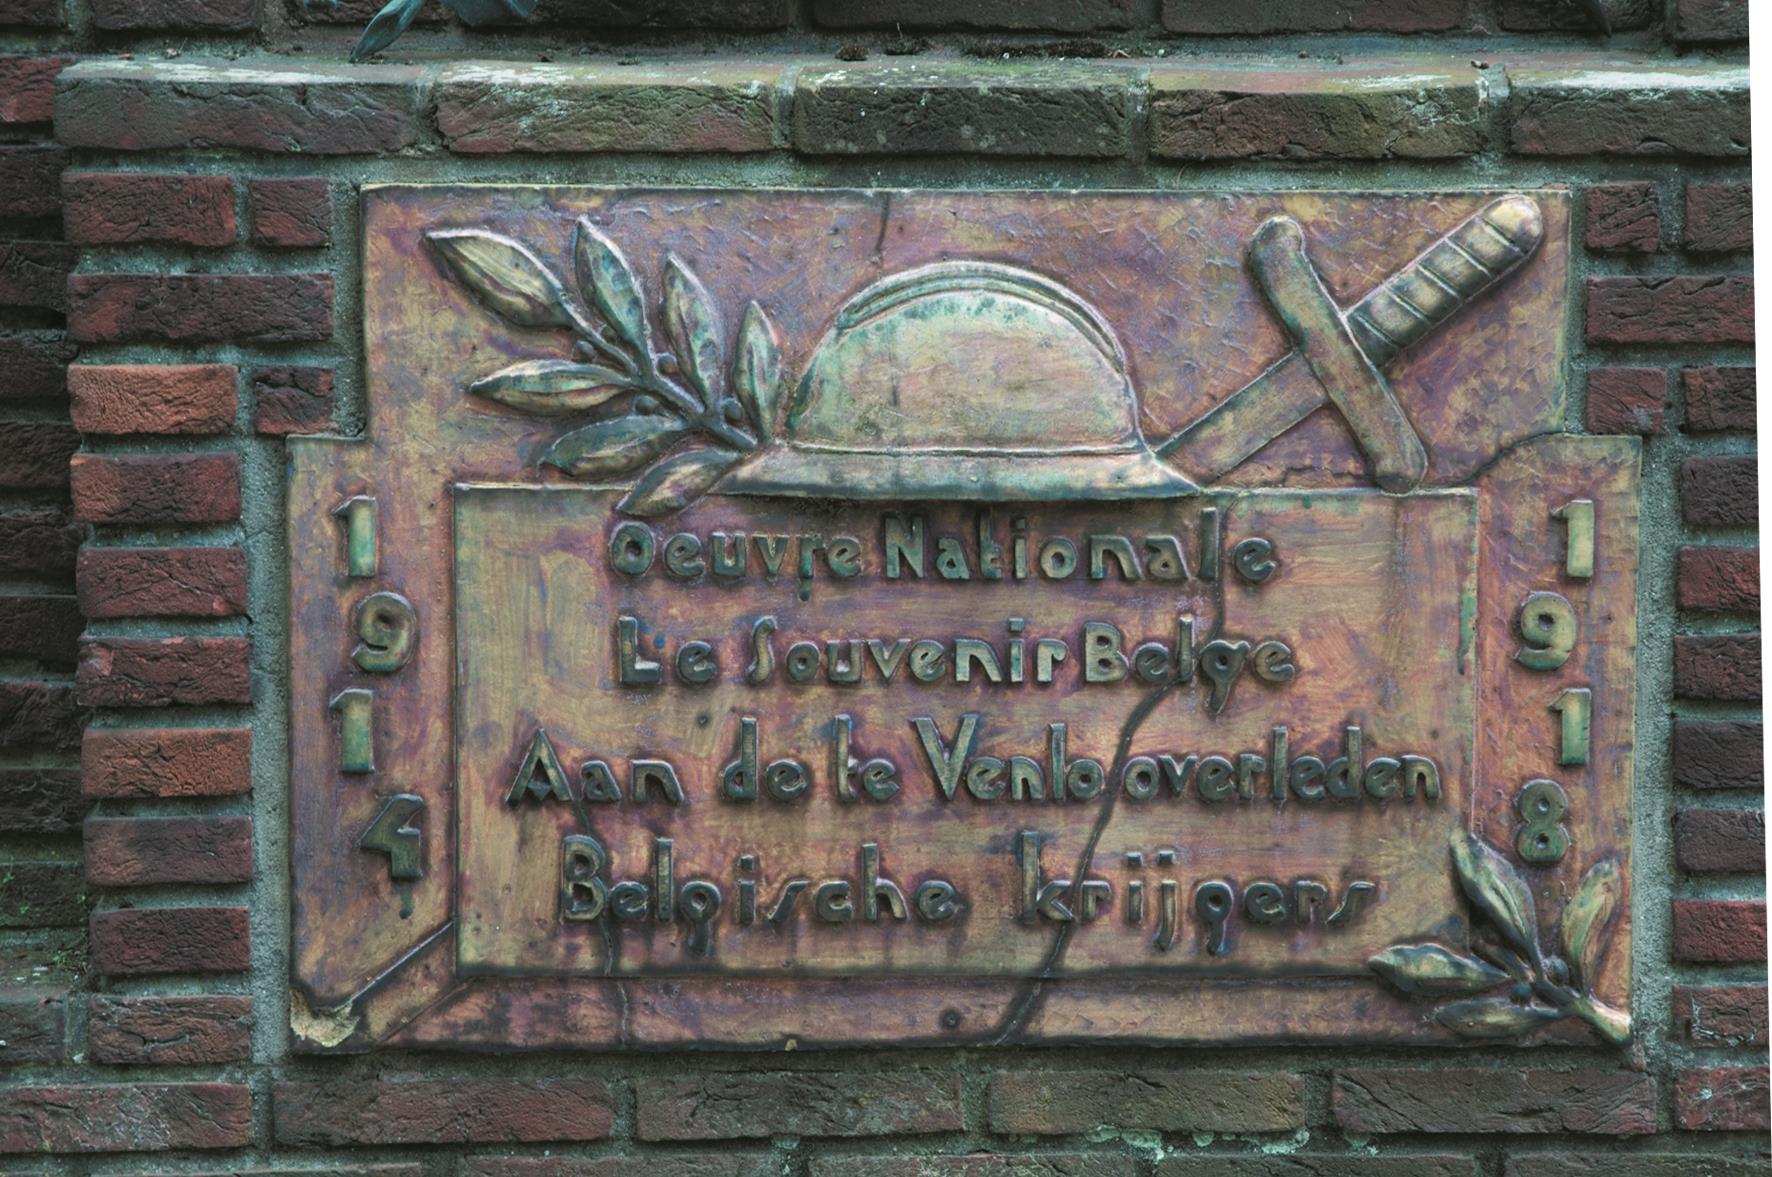 Oeuvre Nationale
Le Souvenir Belge
Aan de te Venlo overleden
Belgische krijgers
1914
1918